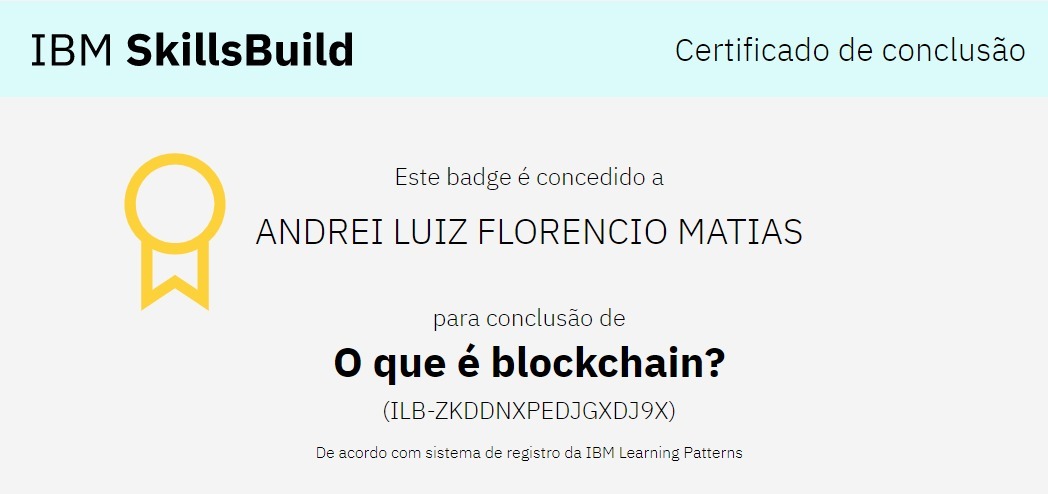 IBM SkillsBuild
Certificado de conclusão
Este badge é concedido a
ANDREI LUIZ FLORENCIO MATIAS
para conclusão de
O que é blockchain?
(ILB-ZKDDNXPEDJGXDJ9X)
De acordo com sistema de registro da IBM Learning Patterns